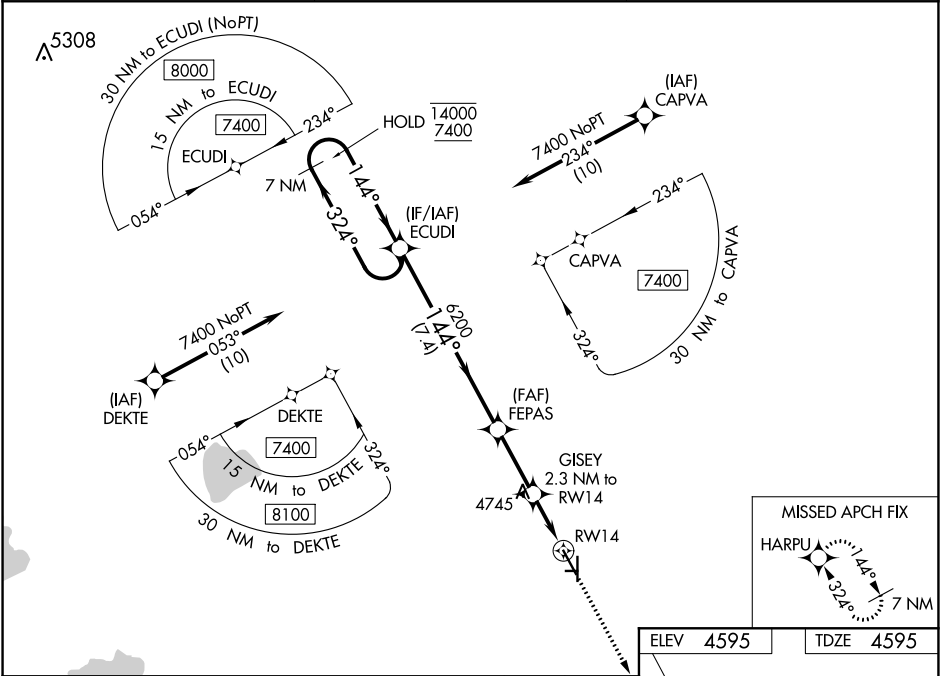 5308
30 NM to ECUDI (NoPT)
8000
15 NM to ECUDI
7400
ECUDI
234°
054°
HOLD
14000
7400
7 NM
144°
324°
(IF/IAF)
ECUDI
(IAF)
CAPVA
7400 NoPT
234°
(10)
234°
CAPVA
7400
324°
30 NM to CAPVA
6200
144°
(7.4)
7400 NoPT
053°
(10)
(IAF)
DEKTE
DEKTE
054°
7400
324°
15 NM to DEKTE
8100
30 NM to DEKTE
(FAF)
FEPAS
GISEY
2.3 NM to
RW14
4745
RW14
MISSED APCH FIX
HARPU
144°
324°
7 NM
ELEV 4595
TDZE 4595